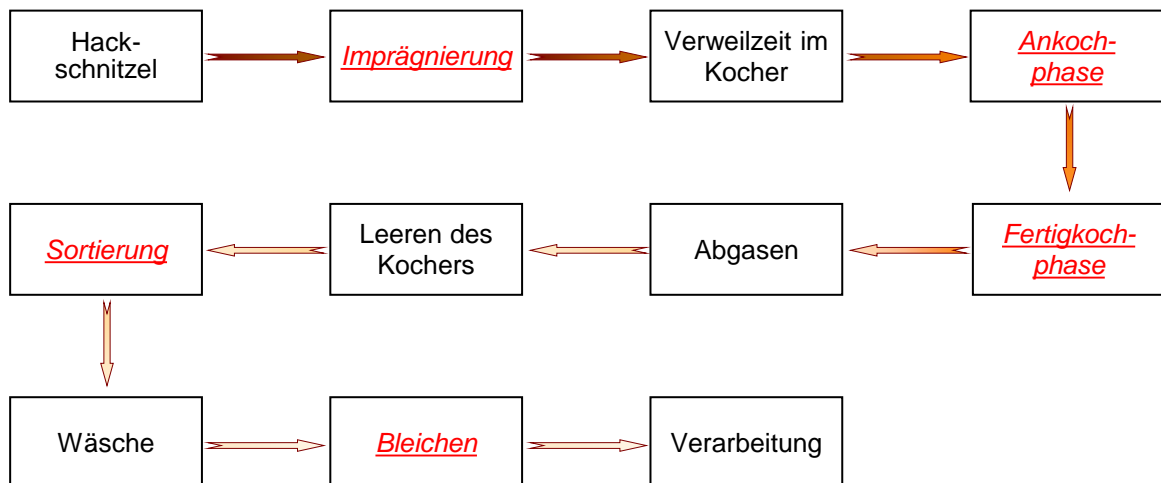 Hack-
schnitzel
Imprägnierung
Verweilzeit im
Kocher
Ankoch-
phase
Fertigkoch-
phase
Abgasen
Leeren des
Kochers
Sortierung
Wäsche
Bleichen
Verarbeitung